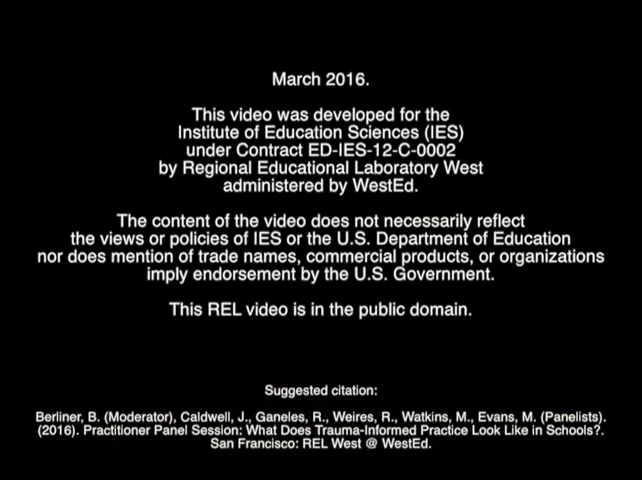 March 2016.
This video was developed for the
Institute of Education Sciences (IES)
under Contract ED-IES-12-C-0002
by Regional Educational Laboratory West
administered by WestEd.
The content of the video does not necessarily reflect
the views or policies of IES or the U.S. Department of Education
nor does mention of trade names, commercial products, or organizations
imply endorsement by the U.S. Government.
This REL video is in the public domain.
Suggested citation:
Berliner, B. (Moderator), Caldwell, J., Ganeles, R., Weires, R., Watkins, M., Evans, M. (Panelists).
(2016). Practitioner Panel Session: What Does Trauma-Informed Practice Look Like in Schools?.
San Francisco: REL West @ WestEd.